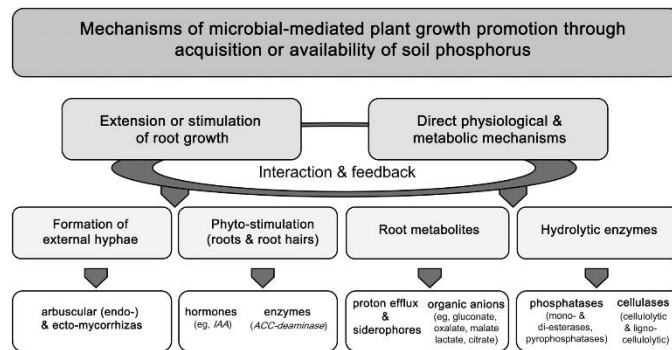 Mechanisms of microbial-mediated plant growth promotion through
acquisition or availability of soil phosphorus
Extension or stimulation
of root growth
Direct physiological &
metabolic mechanisms
Interaction & feedback
Formation of
external hyphae
Phyto-stimulation
(roots & root hairs)
Root metabolites
Hydrolytic enzymes
arbuscular (endo-)
& ecto-mycorrhizas
hormones
(eg, IAA)
enzymes
(ACC-deaminase)
proton efflux
&
siderophores
organic anions
(eg, gluconate,
oxalate, malate
lactate, citrate)
phosphatases
(mono- &
di-esterases,
pyrophosphatases)
cellulases
(cellulolytic
& ligno-
cellulolytic)